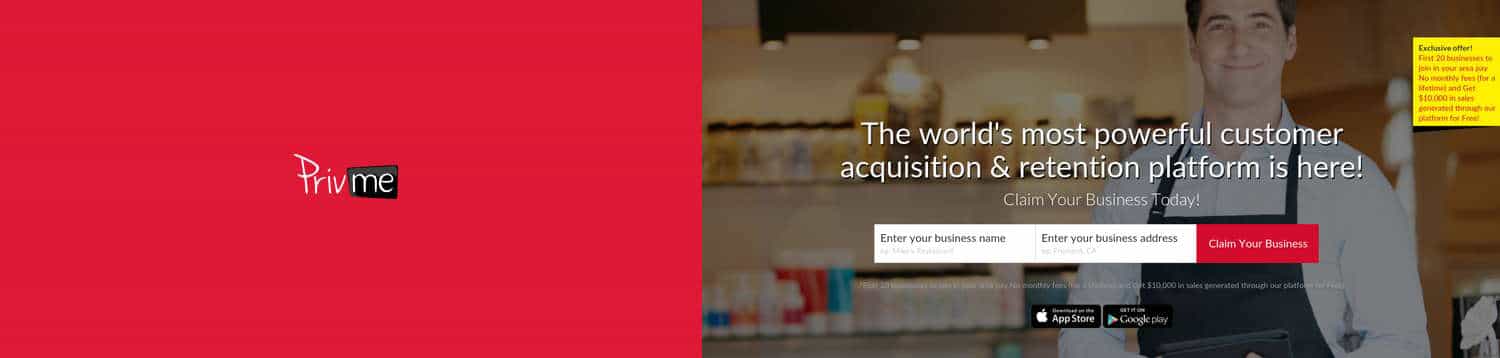 Privme
Exclusive offer!
First 20 businesses to
join in your area pay
No monthly fees (for a
lifetime) and Get
$10,000 in sales
generated through our
platform for Free!
The world's most powerful customer
acquisition & retention platform is here!
Claim Your Business Today!
Enter your business name
Enter your business address
Claim Your Business
eg. Mike's Restaurant
eg. Fremont, CA
*First 20 businesses to join in your area pay No monthly fees (for a lifetime) and Get $10,000 in sales generated through our platform for Free!
Download on the
App Store
GET IT ON
Google play